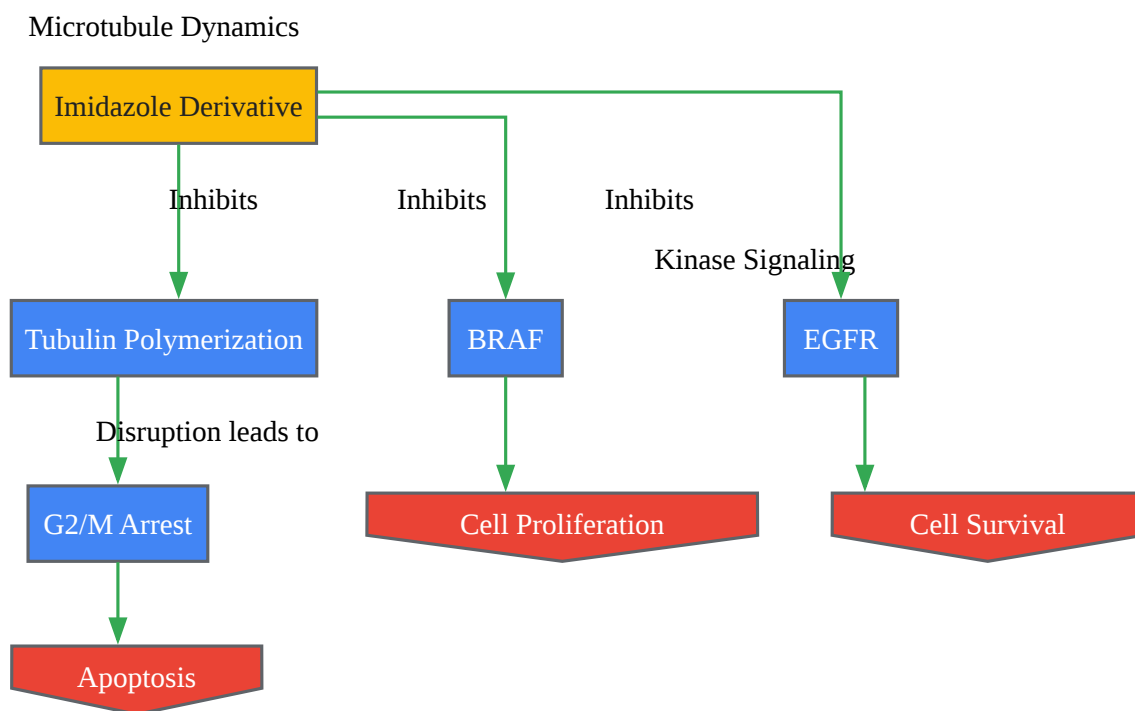 Microtubule Dynamics
Imidazole Derivative
Inhibits
Inhibits
Inhibits
Kinase Signaling
Tubulin Polymerization
BRAF
EGFR
Disruption leads to
G2/M Arrest
Cell Proliferation
Cell Survival
Apoptosis